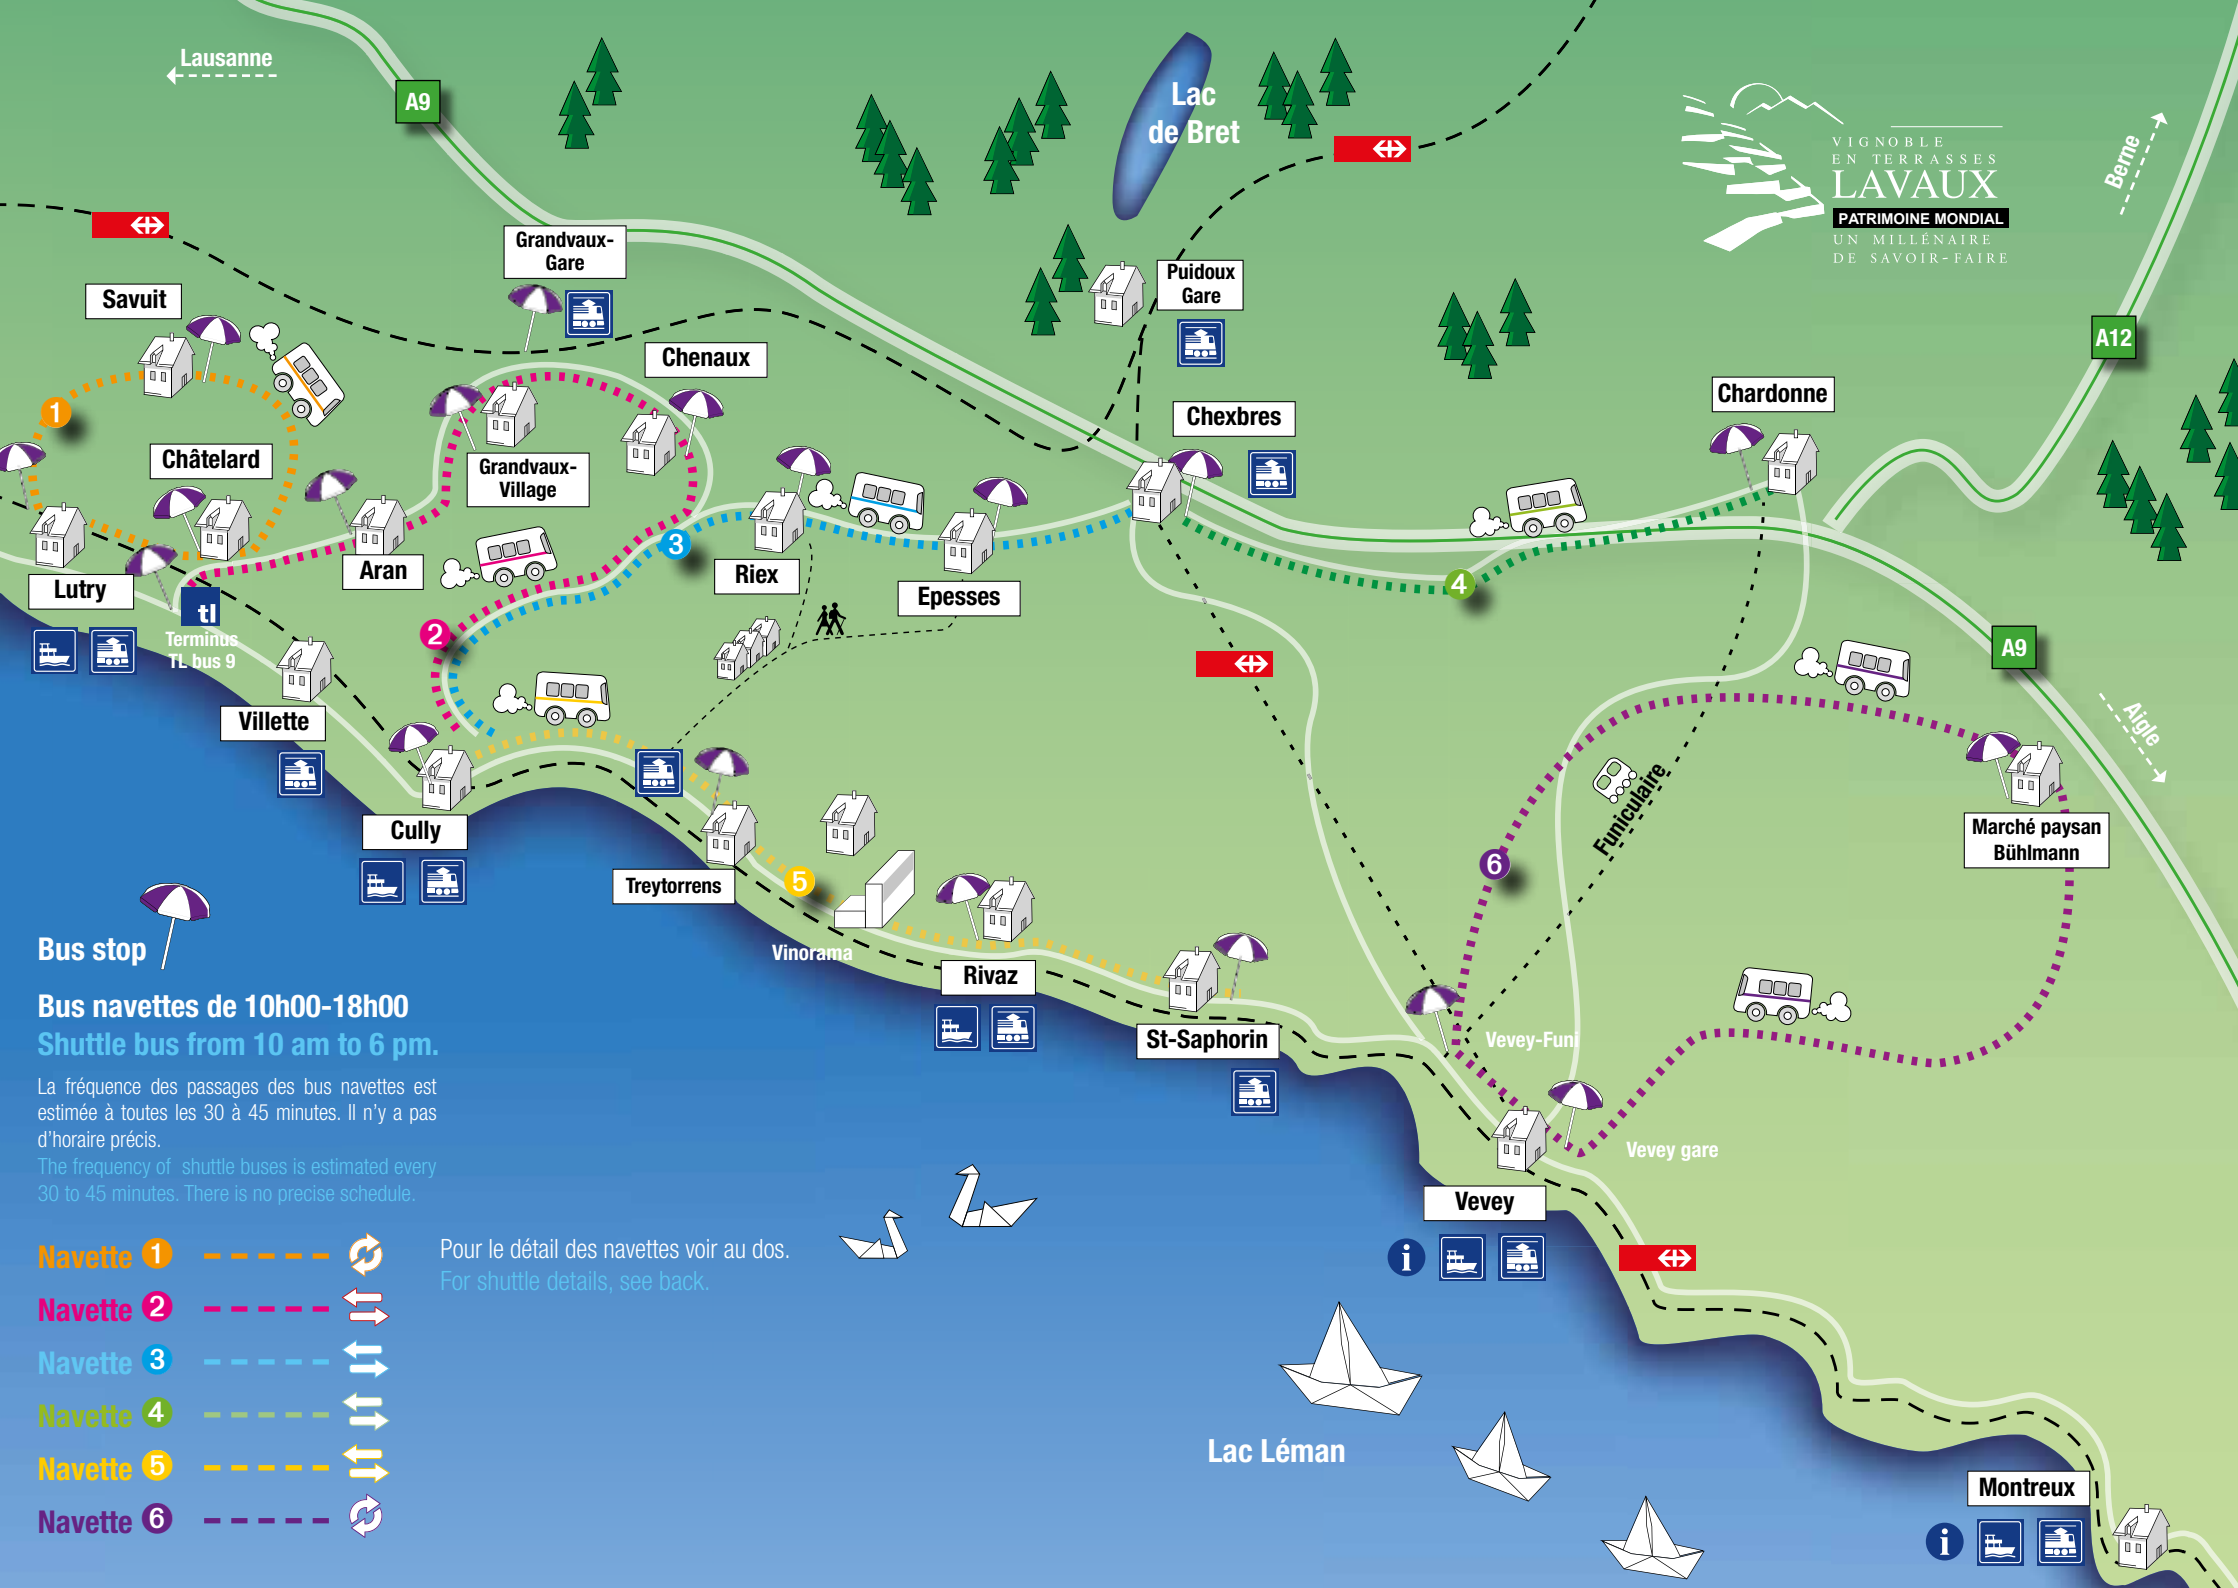 Lausanne
A9
Lac
de Bret
VIGNOBLE
EN TERRASSES
LAVAUX
PATRIMOINE MONDIAL
UN MILLÉNAIRE
DE SAVOIR-FAIRE
Berne
Grandvaux-
Gare
Puidoux
Gare
Savuit
A12
Chenaux
Chardonne
1
Chexbres
Châtelard
Grandvaux-
Village
3
Aran
Riex
4
Lutry
Epesses
tl
Terminus
TL bus 9
2
A9
Villette
Aigle
Funiculaire
Cully
Marché paysan
Bühlmann
6
Treytorrens
5
Vinorama
Rivaz
St-Saphorin
Vevey-Funi
Vevey gare
Vevey
i
Bus stop
Bus navettes de 10h00-18h00
Shuttle bus from 10 am to 6 pm.
La fréquence des passages des bus navettes est
estimée à toutes les 30 à 45 minutes. Il n'y a pas
d'horaire précis.
The frequency of shuttle buses is estimated every
30 to 45 minutes. There is no precise schedule.
Navette 1
Navette 2
Navette 3
Navette 4
Navette 5
Navette 6
Pour le détail des navettes voir au dos.
For shuttle details, see back.
Lac Léman
Montreux
i